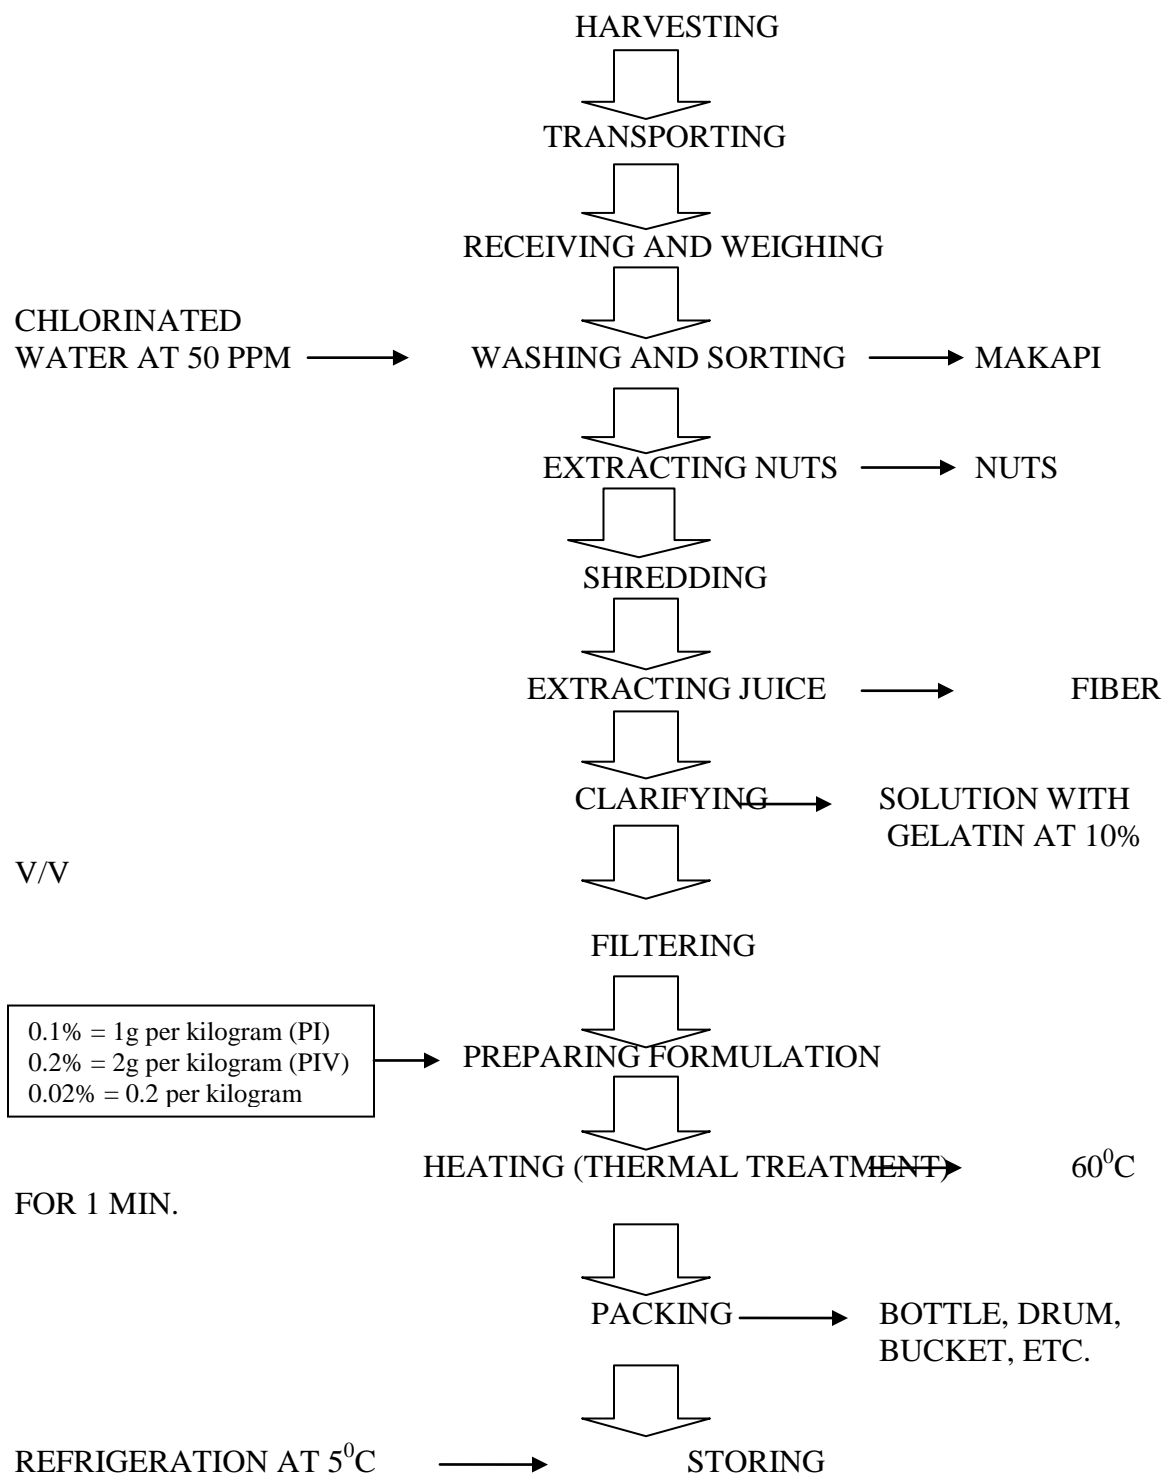 HARVESTING
TRANSPORTING
RECEIVING AND WEIGHING
CHLORINATED
WATER AT 50 PPM WASHING AND SORTING MAKAPI
EXTRACTING NUTS NUTS
SHREDDING
EXTRACTING JUICE FIBER
CLARIFYING SOLUTION WITH
GELATIN AT 10%
V/V
FILTERING
0.1% = 1g per kilogram (PI)
0.2% = 2g per kilogram (PIV)
0.02% = 0.2 per kilogram
PREPARING FORMULATION
HEATING (THERMAL TREATMENT) 60⁰C
FOR 1 MIN.
PACKING BOTTLE, DRUM,
BUCKET, ETC.
REFRIGERATION AT 5⁰C STORING